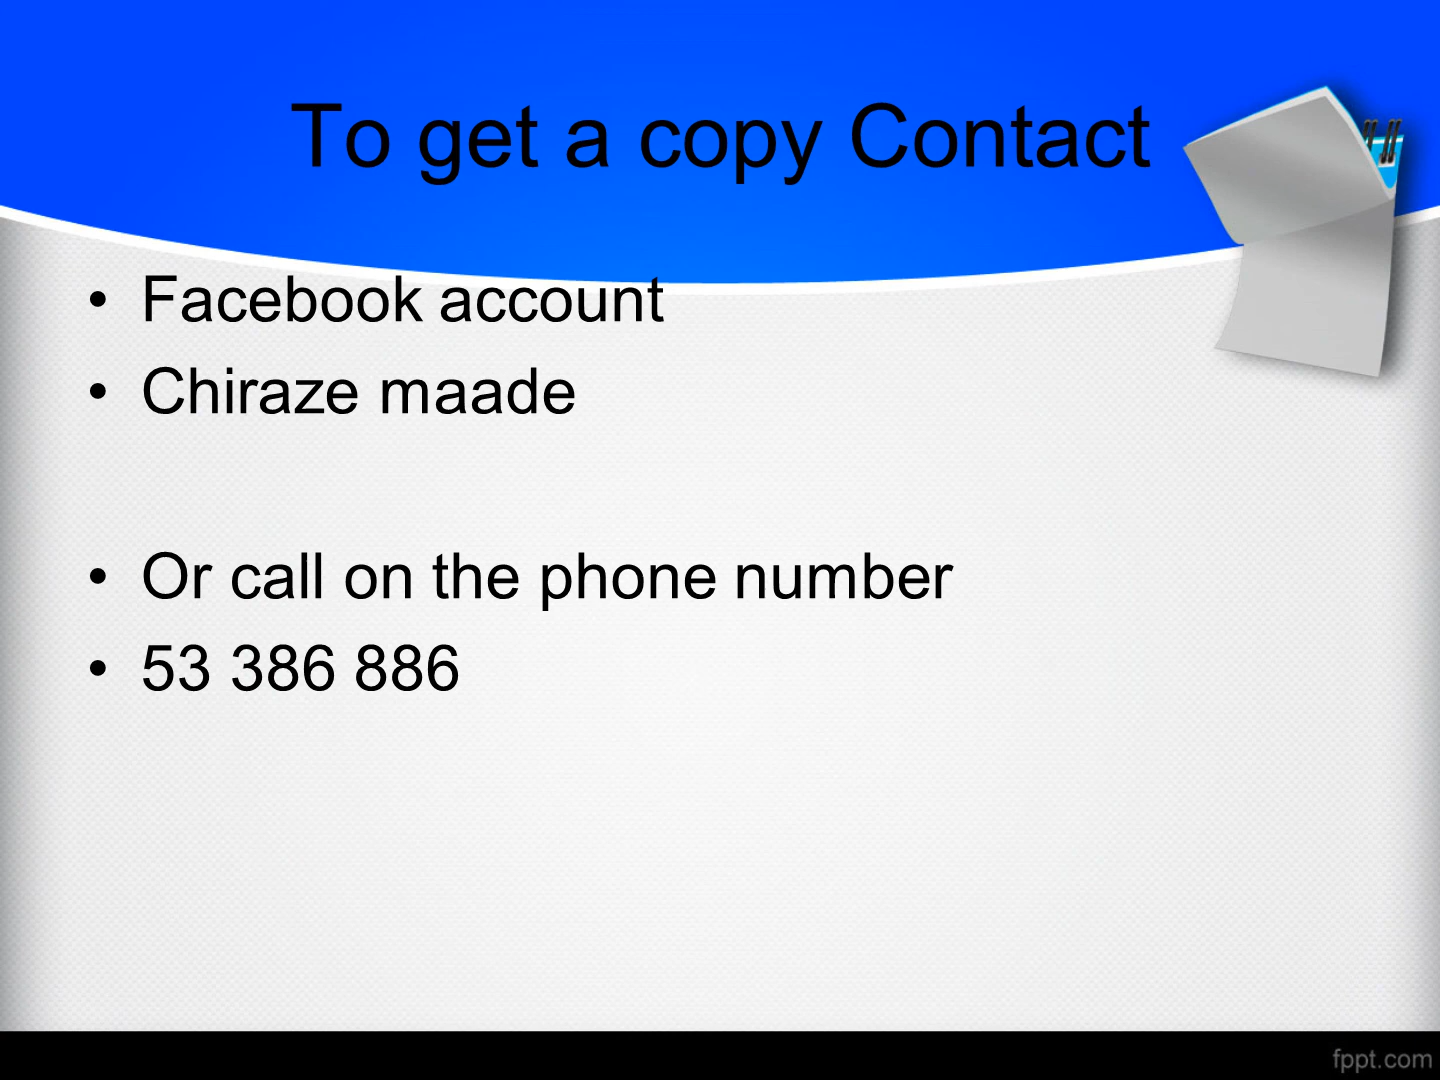 To get a copy Contact
• Facebook account
• Chiraze maade
• Or call on the phone number
• 53 386 886
fppt.com